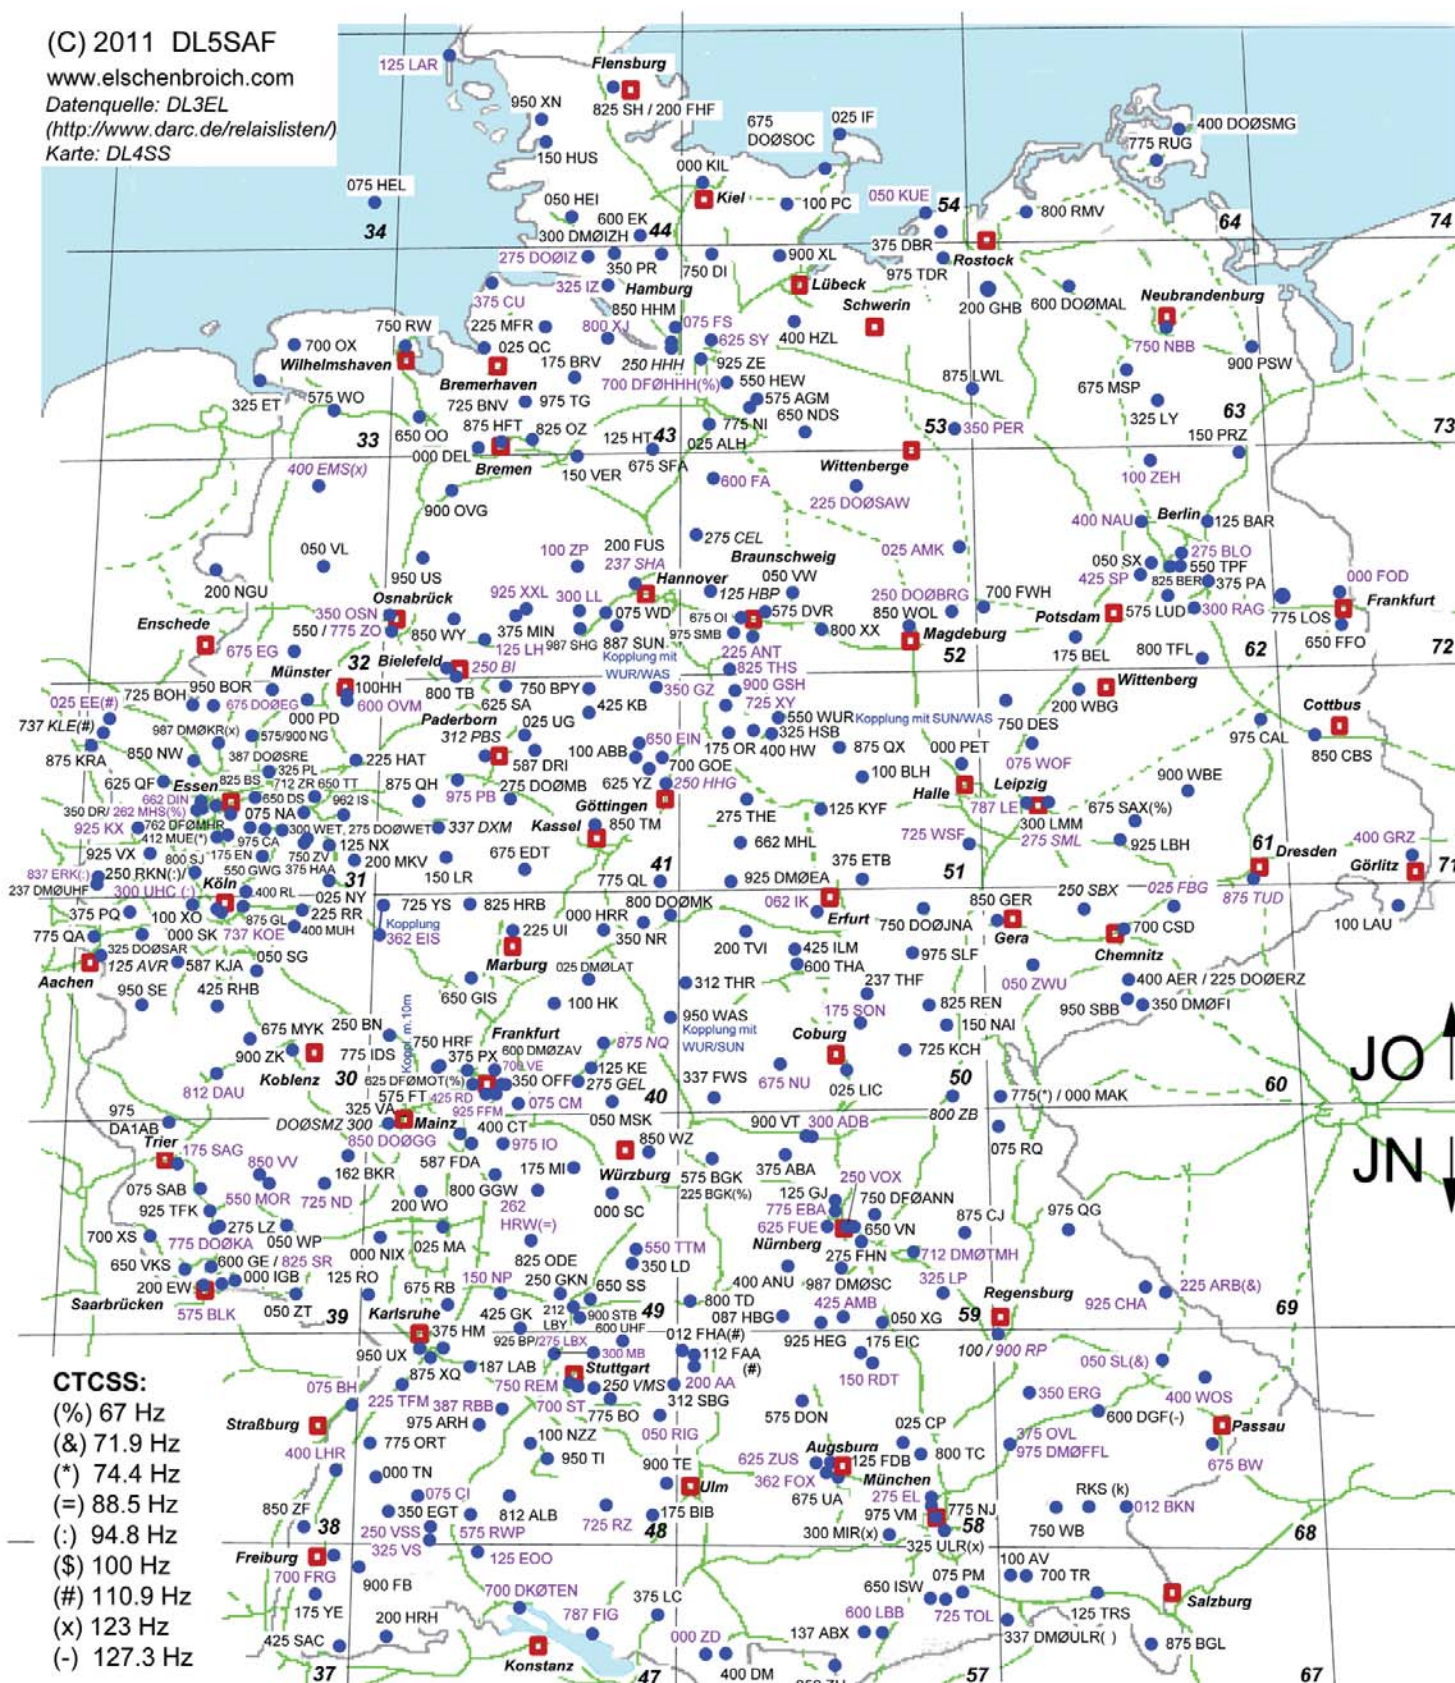 (C) 2011 DL5SAF
www.elschenbroich.com
Datenquelle: DL3EL
(http://www.darc.de/relaislisten/)
Karte: DL4SS
125 LAR
Flensburg
825 SH / 200 FHF
950 XN
150 HUS
675
DOØSOC
025 IF
400 DOØSMG
775 RUG
000 KIL
Kiel
075 HEL
050 HEI
100 PC
050 KUE
54
800 RMV
64
74
34
600 EK
300 DMØIZH
44
275 DOØIZ
350 PR
750 DI
900 XL
375 DBR
Rostock
975 TDR
375 CU
325 IZ
Hamburg
Lübeck
Schwerin
200 GHB
600 DOØMAL
Neubrandenburg
850 HHM
750 RW
225 MFR
800 XJ
075 FS
625 SY
400 HZL
750 NBB
700 OX
025 QC
250 HHH
925 ZE
900 PSW
Wilhelmshaven
175 BRV
Bremerhaven
700 DFØHHH(%)
550 HEW
875 LWL
675 MSP
325 ET
575 WO
725 BNV
975 TG
575 AGM
650 NDS
325 LY
63
875 HFT
825 OZ
775 NI
33
650 OO
125 HT
43
025 ALH
53
350 PER
150 PRZ
73
000 DEL
Bremen
150 VER
675 SFA
Wittenberge
400 EMS(x)
600 FA
225 DOØSAW
100 ZEH
900 OVG
400 NAU
Berlin
125 BAR
275 CEL
050 VL
200 FUS
Braunschweig
025 AMK
100 ZP
237 SHA
950 US
Hannover
050 VW
050 SX
275 BLO
550 TPF
200 NGU
125 HBP
425 SP
825 BER
375 PA
000 FOD
Osnabrück
925 XXL
300 LL
250 DOØBRG
700 FWH
350 OSN
075 WD
675 OI
575 DVR
850 WOL
Potsdam
575 LUD
300 RAG
775 LOS
Frankfurt
Enschede
550 / 775 ZO
850 WY
375 MIN
887 SUN
975 SMB
800 XX
Magdeburg
650 FFO
675 EG
125 LH
987 SHG
225 ANT
52
175 BEL
800 TFL
62
72
Münster
32
Bielefeld
250 BI
Kopplung mit
WUR/WAS
825 THS
Wittenberg
950 BOR
100HH
800 TB
750 BPY
350 GZ
900 GSH
725 BOH
675 DOØEG
600 OVM
625 SA
725 XY
200 WBG
Cottbus
025 EE(#)
000 PD
Paderborn
025 UG
425 KB
550 WUR
Kopplung mit SUN/WAS
750 DES
737 KLE(#)
987 DMØKR(x)
575/900 NG
312 PBS
650 EIN
175 OR
325 HSB
400 HW
975 CAL
850 CBS
875 KRA
850 NW
387 DOØSRE
225 HAT
587 DRI
100 ABB
700 GOE
875 QX
000 PET
075 WOF
625 QF
825 BS
325 PL
875 QH
275 DOØMB
625 YZ
250 HHG
100 BLH
Leipzig
900 WBE
Essen
712 ZR
650 TT
975 PB
Göttingen
Halle
662 DIN
650 DS
962 IS
787 LE
675 SAX(%)
350 DR/ 262 MHS(%)
075 NA
275 THE
125 KYF
925 KX
762 DFØMHR
300 WET, 275 DOØWET
337 DXM
Kassel
850 TM
300 LMM
412 MUE(*)
975 CA
750 ZV
125 NX
662 MHL
725 WSF
275 SML
925 LBH
925 VX
800 SJ
175 EN
550 GWG
375 HAA
200 MKV
675 EDT
41
375 ETB
51
61
Dresden
400 GRZ
837 ERK(:)
250 RKN(:)/
31
150 LR
775 QL
925 DMØEA
250 SBX
025 FBG
Görlitz
71
237 DMØUHF
300 UHC (:)
Köln
400 RL
025 NY
725 YS
825 HRB
800 DOØMK
062 IK
850 GER
875 TUD
375 PQ
100 XO
875 GL
225 RR
Kopplung
000 HRR
Erfurt
100 LAU
775 QA
000 SK
737 KOE
400 MUH
362 EIS
225 UI
350 NR
750 DOØJNA
Gera
700 CSD
325 DOØSAR
200 TVI
425 ILM
125 AVR
587 KJA
050 SG
Marburg
975 SLF
Chemnitz
Aachen
025 DMØLAT
600 THA
050 ZWU
400 AER / 225 DOØERZ
950 SE
425 RHB
650 GIS
312 THR
237 THF
100 HK
825 REN
950 SBB
350 DMØFI
675 MYK
250 BN
Koppl. m.10m
Frankfurt
950 WAS
175 SON
150 NAI
900 ZK
775 IDS
750 HRF
600 DMØZAV
875 NQ
Kopplung mit
WUR/SUN
Coburg
725 KCH
JO
Koblenz
30
375 PX
700 VE
125 KE
675 NU
812 DAU
625 DFØMOT(%)
350 OFF
275 GEL
337 FWS
025 LIC
50
60
575 FT
425 RD
075 CM
40
775(*) / 000 MAK
975
DA1AB
325 VA
925 FFM
050 MSK
800 ZB
DOØSMZ 300
Mainz
400 CT
900 VT
300 ADB
Trier
850 DOØGG
975 IO
850 WZ
075 RQ
175 SAG
162 BKR
587 FDA
Würzburg
575 BGK
375 ABA
JN
850 VV
175 MI
225 BGK(%)
250 VOX
075 SAB
550 MOR
725 ND
800 GGW
125 GJ
750 DFØANN
925 TFK
200 WO
262
HRW(=)
000 SC
775 EBA
700 XS
275 LZ
625 FUE
650 VN
875 CJ
975 QG
775 DOØKA
050 WP
000 NIX
025 MA
550 TTM
Nürnberg
275 FHN
712 DMØTMH
650 VKS
600 GE / 825 SR
825 ODE
350 LD
400 ANU
987 DMØSC
325 LP
200 EW
000 IGB
125 RO
675 RB
150 NP
250 GKN
650 SS
225 ARB(&)
Saarbrücken
575 BLK
050 ZT
39
Karlsruhe
425 GK
212
LBY
900 STB
49
800 TD
087 HBG
425 AMB
59
Regensburg
925 CHA
69
375 HM
925 BP/275 LBX
600 UHF
012 FHA(#)
925 HEG
050 XG
175 EIC
950 UX
300 MB
112 FAA
(#)
100 / 900 RP
CTCSS:
(%) 67 Hz
(&) 71.9 Hz
(*) 74.4 Hz
(=) 88.5 Hz
(:) 94.8 Hz
($) 100 Hz
(#) 110.9 Hz
(x) 123 Hz
(-) 127.3 Hz
875 XQ
187 LAB
Stuttgart
050 SL(&)
075 BH
750 REM
250 VMS
200 AA
150 RDT
350 ERG
400 WOS
225 TFM
387 RBB
700 ST
312 SBG
Straßburg
975 ARH
775 BO
575 DON
025 CP
600 DGF(-)
Passau
775 ORT
100 NZZ
050 RIG
375 OVL
400 LHR
950 TI
900 TE
625 ZUS
Augsburg
125 FDB
800 TC
975 DMØFFL
000 TN
362 FOX
München
675 BW
075 CI
Ulm
675 UA
275 EL
RKS (k)
850 ZF
350 EGT
812 ALB
175 BIB
975 VM
775 NJ
012 BKN
38
250 VSS
575 RWP
725 RZ
48
300 MIR(x)
58
750 WB
68
325 VS
125 EOO
325 ULR(x)
Freiburg
100 AV
700 FRG
900 FB
700 DKØTEN
375 LC
650 ISW
075 PM
700 TR
175 YE
200 HRH
787 FIG
600 LBB
725 TOL
125 TRS
Salzburg
425 SAC
000 ZD
137 ABX
337 DMØULR( )
875 BGL
37
Konstanz
47
400 DM
57
67